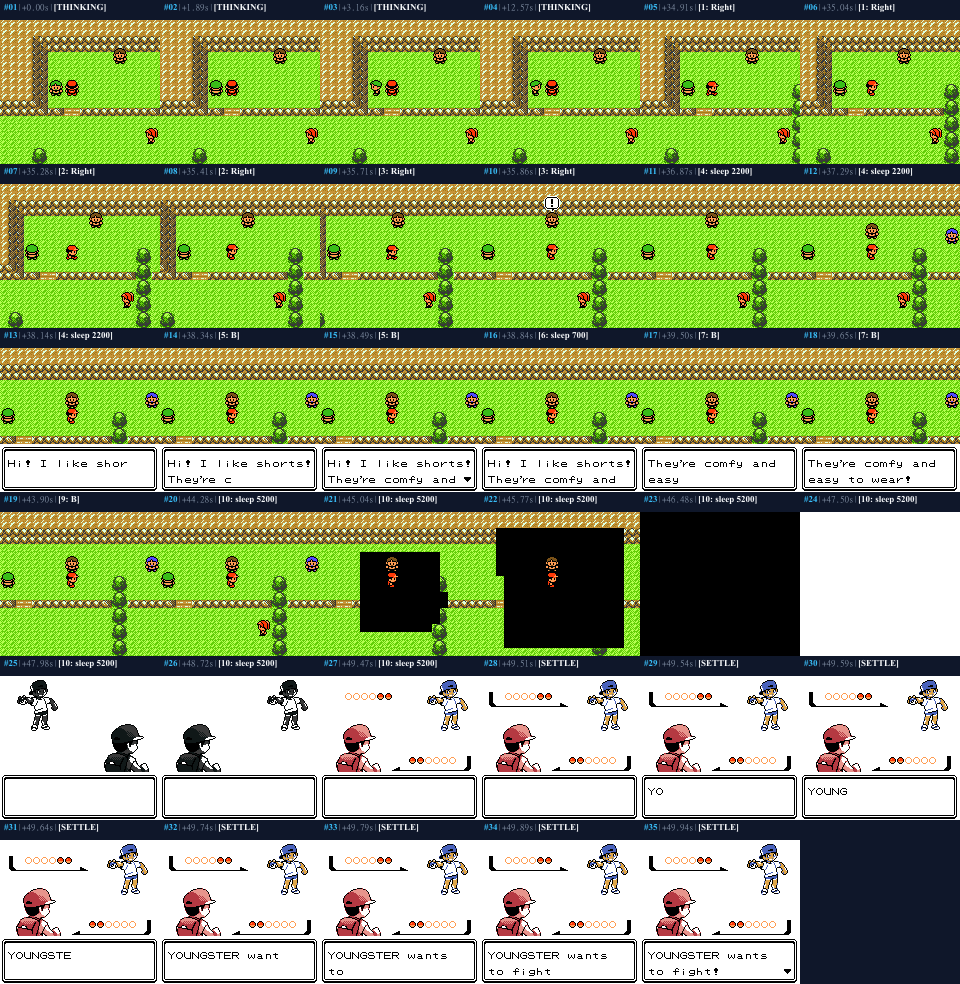 #01|+0.00s|[THINKING]
#02|+1.89s|[THINKING]
#03|+3.16s|[THINKING]
#04|+12.57s|[THINKING]
#05|+34.91s|[1: Right]
#06|+35.04s|[1: Right]
#07|+35.28s|[2: Right]
#08|+35.41s|[2: Right]
#09|+35.71s|[3: Right]
#10|+35.86s|[3: Right]
#11|+36.87s|[4: sleep 2200]
#12|+37.29s|[4: sleep 2200]
!
#13|+38.14s|[4: sleep 2200]
#14|+38.34s|[5: B]
#15|+38.49s|[5: B]
#16|+38.84s|[6: sleep 700]
#17|+39.50s|[7: B]
#18|+39.65s|[7: B]
Hi! I like shor
Hi! I like shorts!
They're c
Hi! I like shorts!
They're comfy and
Hi! I like shorts!
They're comfy and
They're comfy and
easy
They're comfy and
easy to wear!
#19|+43.90s|[9: B]
#20|+44.28s|[10: sleep 5200]
#21|+45.04s|[10: sleep 5200]
#22|+45.77s|[10: sleep 5200]
#23|+46.48s|[10: sleep 5200]
#24|+47.50s|[10: sleep 5200]
#25|+47.98s|[10: sleep 5200]
#26|+48.72s|[10: sleep 5200]
#27|+49.47s|[10: sleep 5200]
#28|+49.51s|[SETTLE]
#29|+49.54s|[SETTLE]
#30|+49.59s|[SETTLE]
YO
YOUNG
#31|+49.64s|[SETTLE]
#32|+49.74s|[SETTLE]
#33|+49.79s|[SETTLE]
#34|+49.89s|[SETTLE]
#35|+49.94s|[SETTLE]
YOUNGSTE
YOUNGSTER want
YOUNGSTER wants
to
YOUNGSTER wants
to fight
YOUNGSTER wants
to fight!